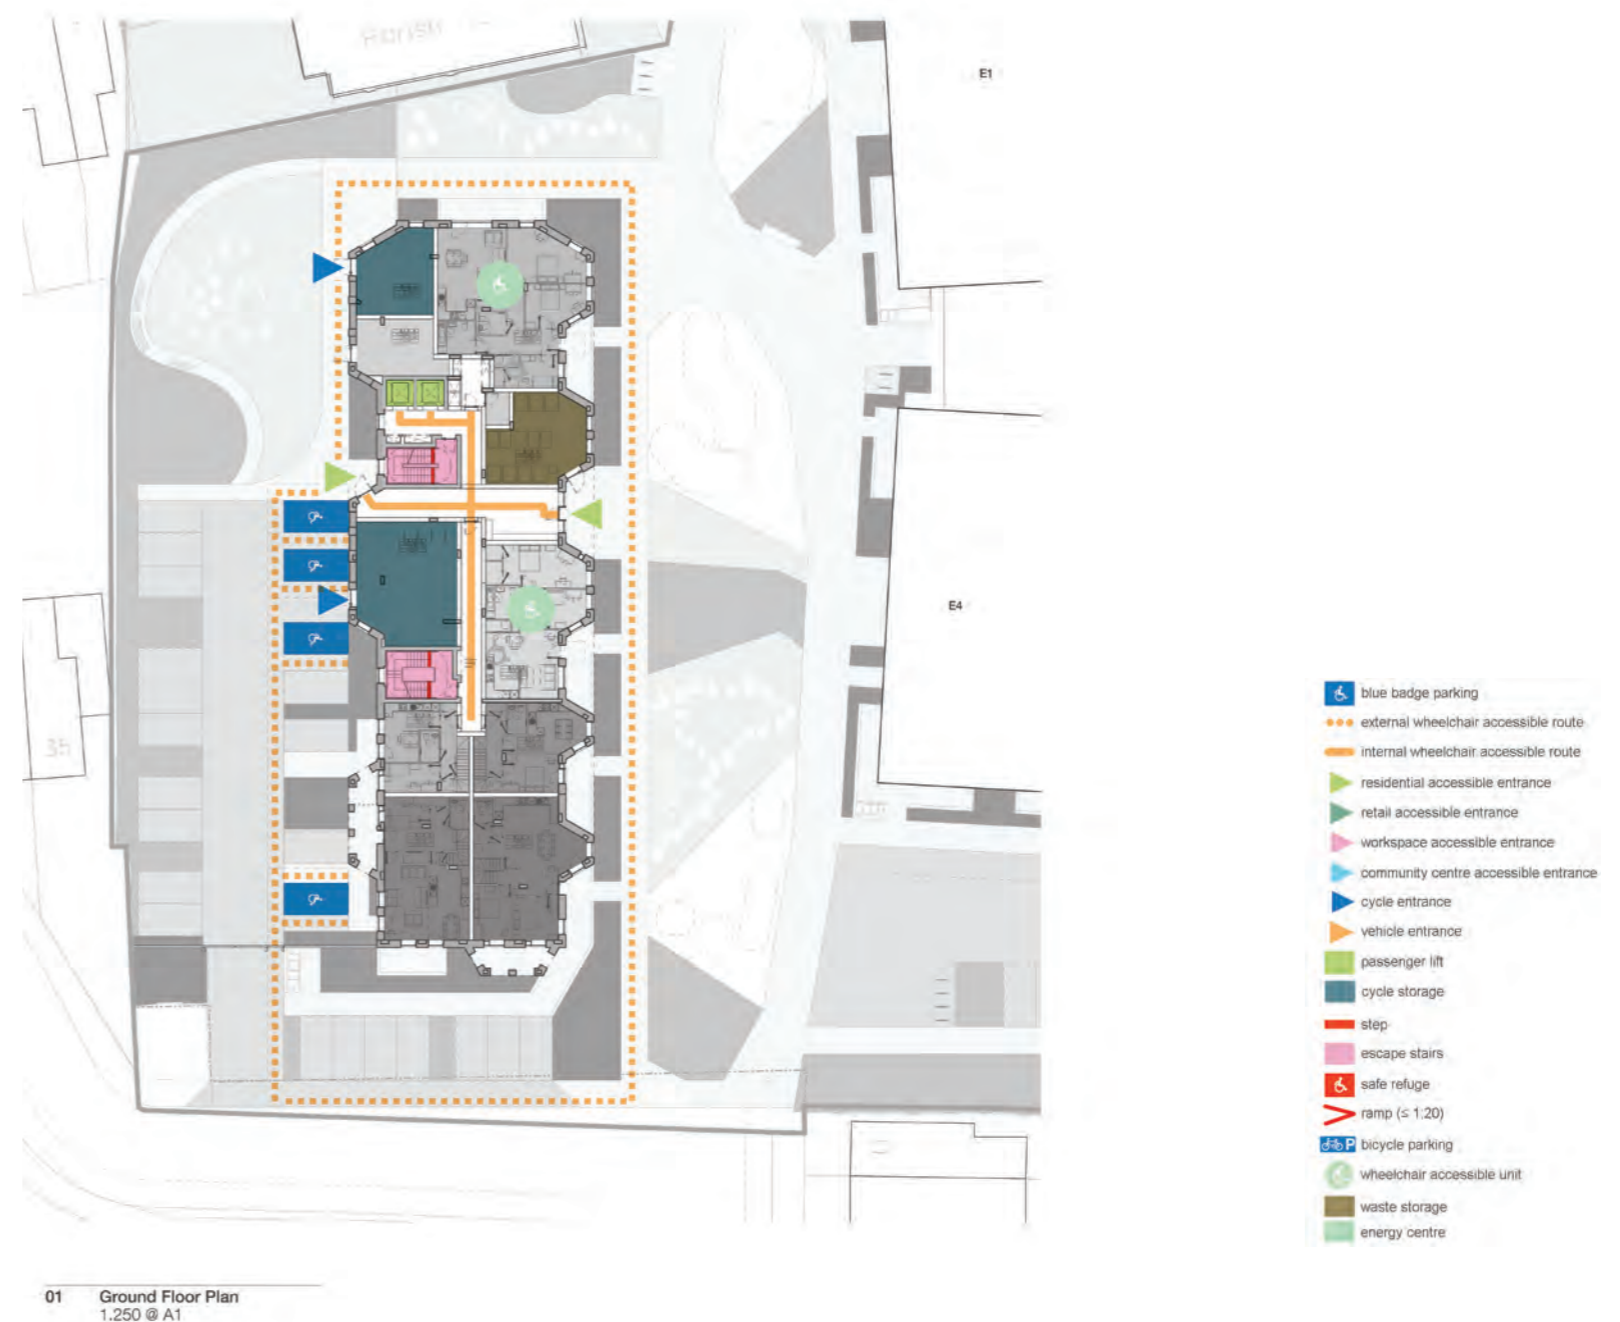 E1
E4
35
blue badge parking
external wheelchair accessible route
internal wheelchair accessible route
residential accessible entrance
retail accessible entrance
workspace accessible entrance
community centre accessible entrance
cycle entrance
vehicle entrance
passenger lift
cycle storage
step
escape stairs
safe refuge
ramp (≤ 1:20)
P bicycle parking
wheelchair accessible unit
waste storage
energy centre
01 Ground Floor Plan
1.250 @ A1